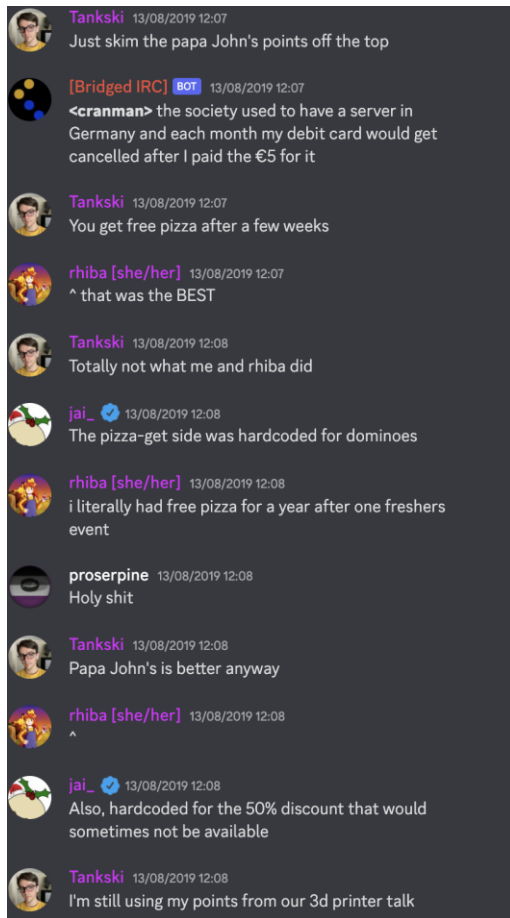 Tankski 13/08/2019 12:07
Just skim the papa John's points off the top
[Bridged IRC] BOT 13/08/2019 12:07
<cranman> the society used to have a server in
Germany and each month my debit card would get
cancelled after I paid the €5 for it
Tankski 13/08/2019 12:07
You get free pizza after a few weeks
rhiba [she/her] 13/08/2019 12:07
^ that was the BEST
Tankski 13/08/2019 12:08
Totally not what me and rhiba did
jai_ 13/08/2019 12:08
The pizza-get side was hardcoded for dominoes
rhiba [she/her] 13/08/2019 12:08
i literally had free pizza for a year after one freshers
event
proserpine 13/08/2019 12:08
Holy shit
Tankski 13/08/2019 12:08
Papa John's is better anyway
rhiba [she/her] 13/08/2019 12:08
^
jai_ 13/08/2019 12:08
Also, hardcoded for the 50% discount that would
sometimes not be available
Tankski 13/08/2019 12:08
I'm still using my points from our 3d printer talk